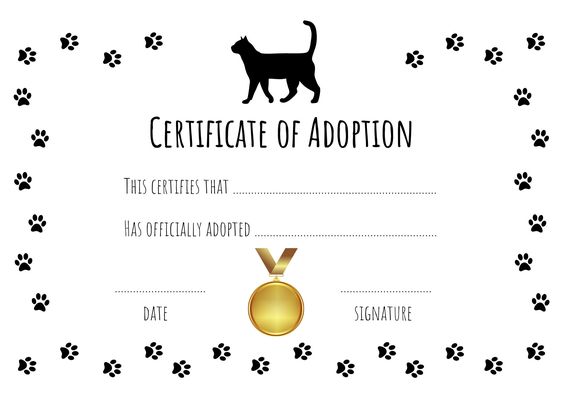 Certificate of Adoption
This certifies that ........................................................
Has officially adopted ..................................................
......................... .........................
date signature